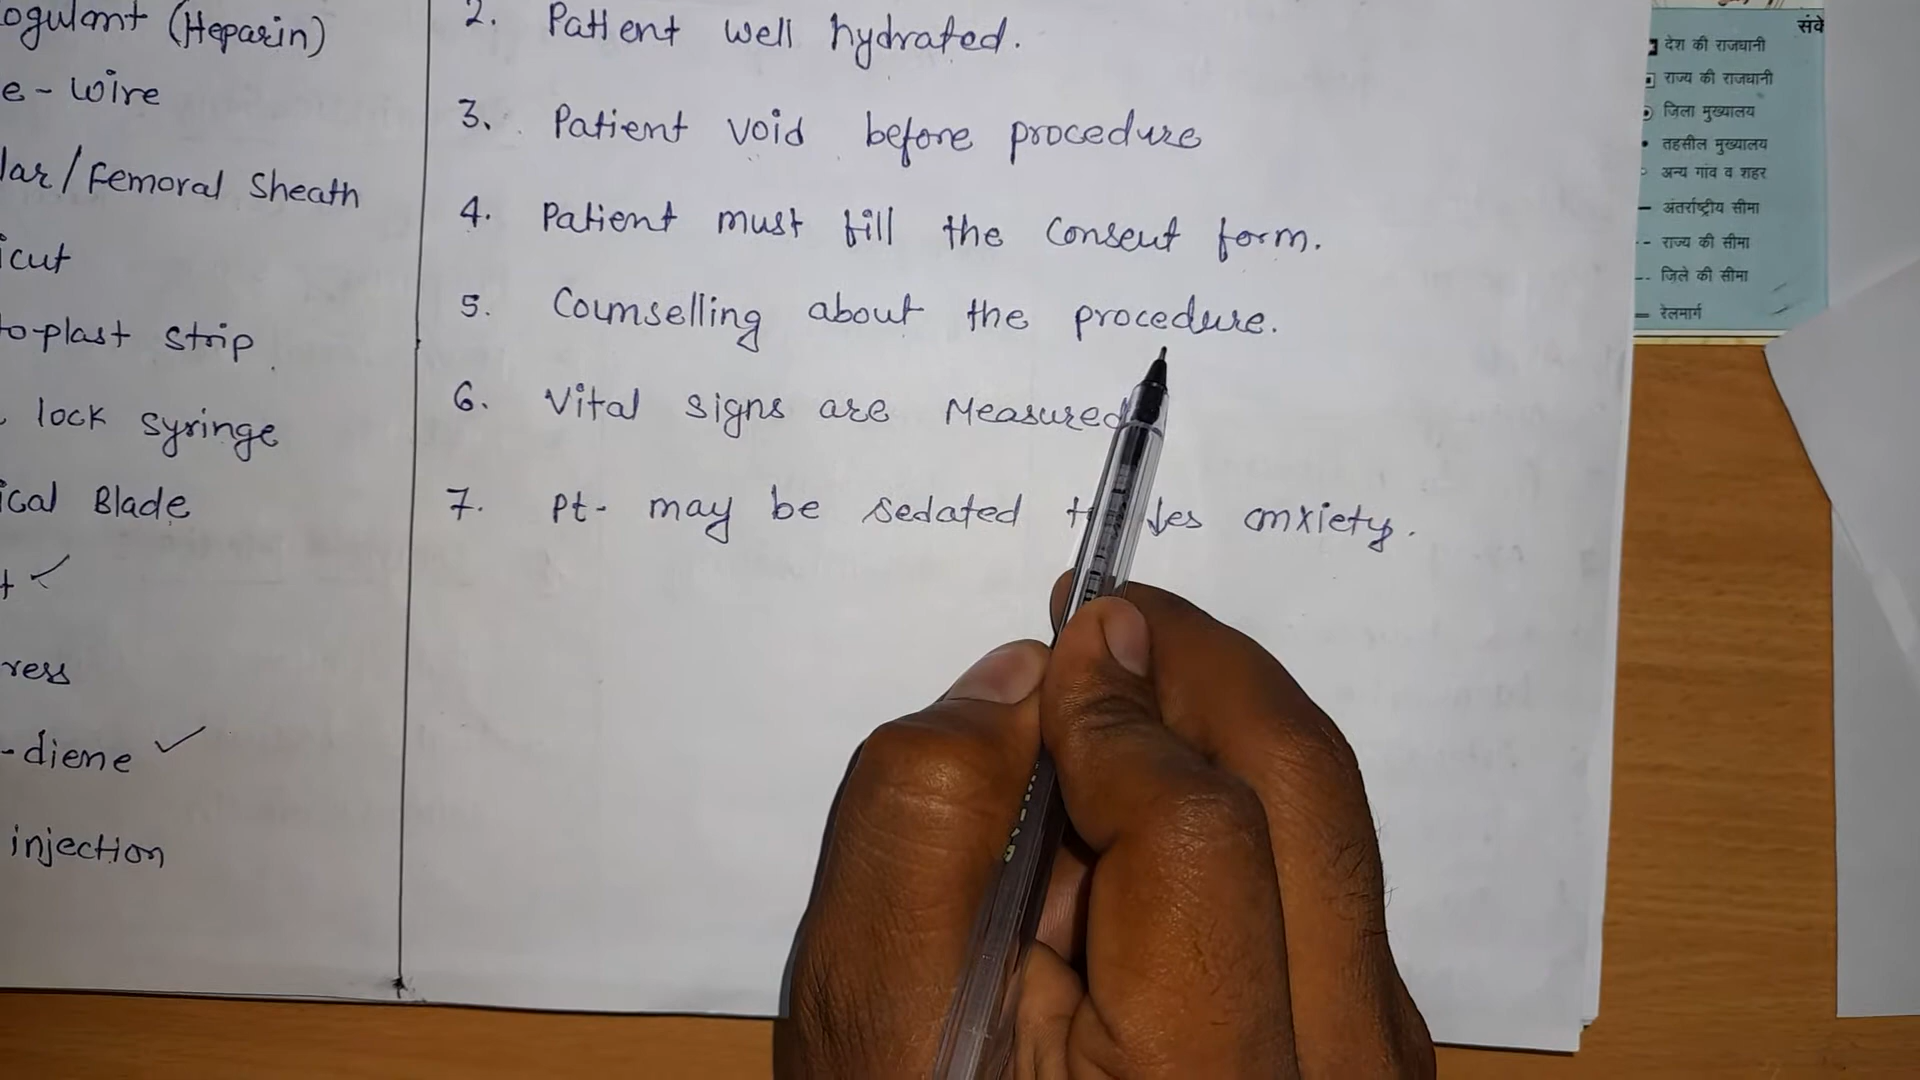 ogulant (Heparin)
e-wire
lar/Femoral Sheath
icut
to-plast strip
lock syringe
ical Blade
ress
-diene ✓
injection
2. Patient well hydrated.
3. Patient void before procedure
4. Patient must fill the Consent form.
5. Counselling about the procedure.
6. Vital signs are Measured
7. Pt- may be sedated ↓es anxiety.
संके
देश की राजधानी
राज्य की राजधानी
जिला मुख्यालय
तहसील मुख्यालय
अन्य गांव व शहर
अंतर्राष्ट्रीय सीमा
राज्य की सीमा
जिले की सीमा
रेलमार्ग